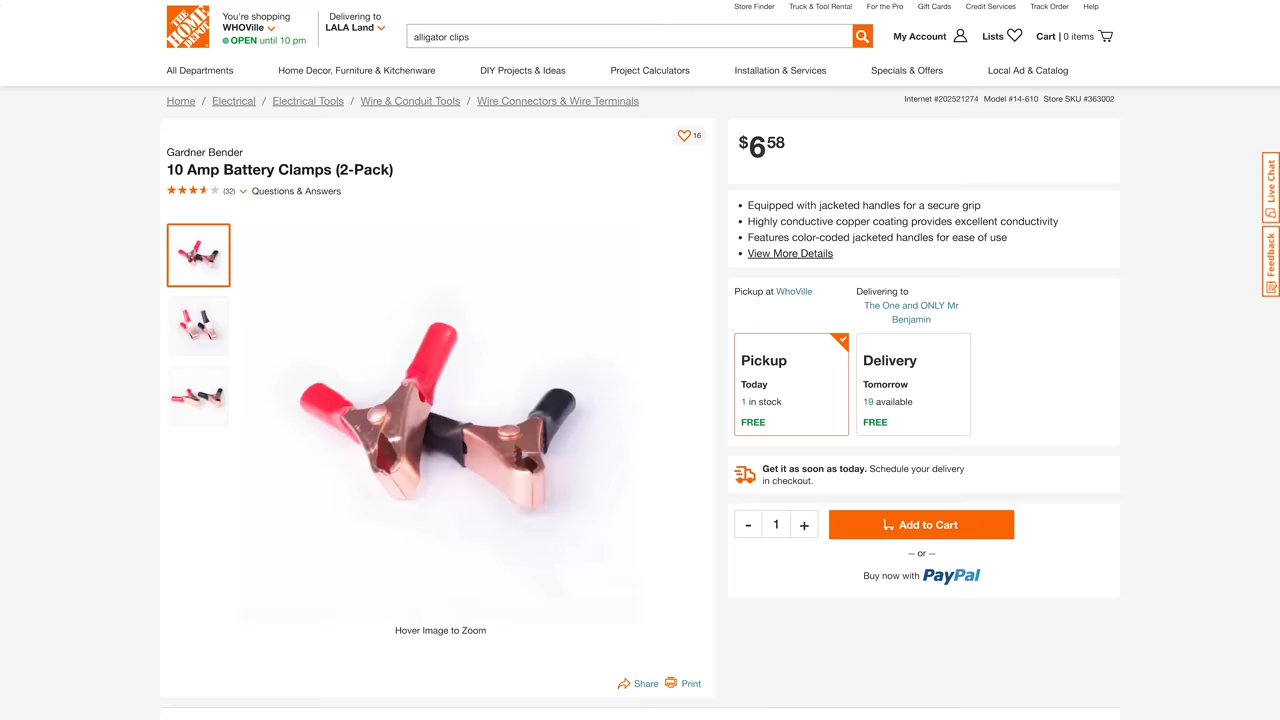 Store Finder Truck & Tool Rental For the Pro Gift Cards Credit Services Track Order Help
THE HOME DEPOT
You're shopping
WHOVille
OPEN until 10 pm
Delivering to
LALA Land
alligator clips
My Account Lists Cart | 0 items
All Departments Home Decor, Furniture & Kitchenware DIY Projects & Ideas Project Calculators Installation & Services Specials & Offers Local Ad & Catalog
Home / Electrical / Electrical Tools / Wire & Conduit Tools / Wire Connectors & Wire Terminals
Internet #202521274 Model #14-610 Store SKU #363002
16
Gardner Bender
10 Amp Battery Clamps (2-Pack)
(32) Questions & Answers
Hover Image to Zoom
Share Print
$6 58
• Equipped with jacketed handles for a secure grip
• Highly conductive copper coating provides excellent conductivity
• Features color-coded jacketed handles for ease of use
• View More Details
Pickup at WhoVille
Delivering to
The One and ONLY Mr
Benjamin
Pickup
Today
1 in stock
FREE
Delivery
Tomorrow
19 available
FREE
Get it as soon as today. Schedule your delivery
in checkout.
- 1 +
Add to Cart
— or —
Buy now with PayPal
Live Chat
Feedback